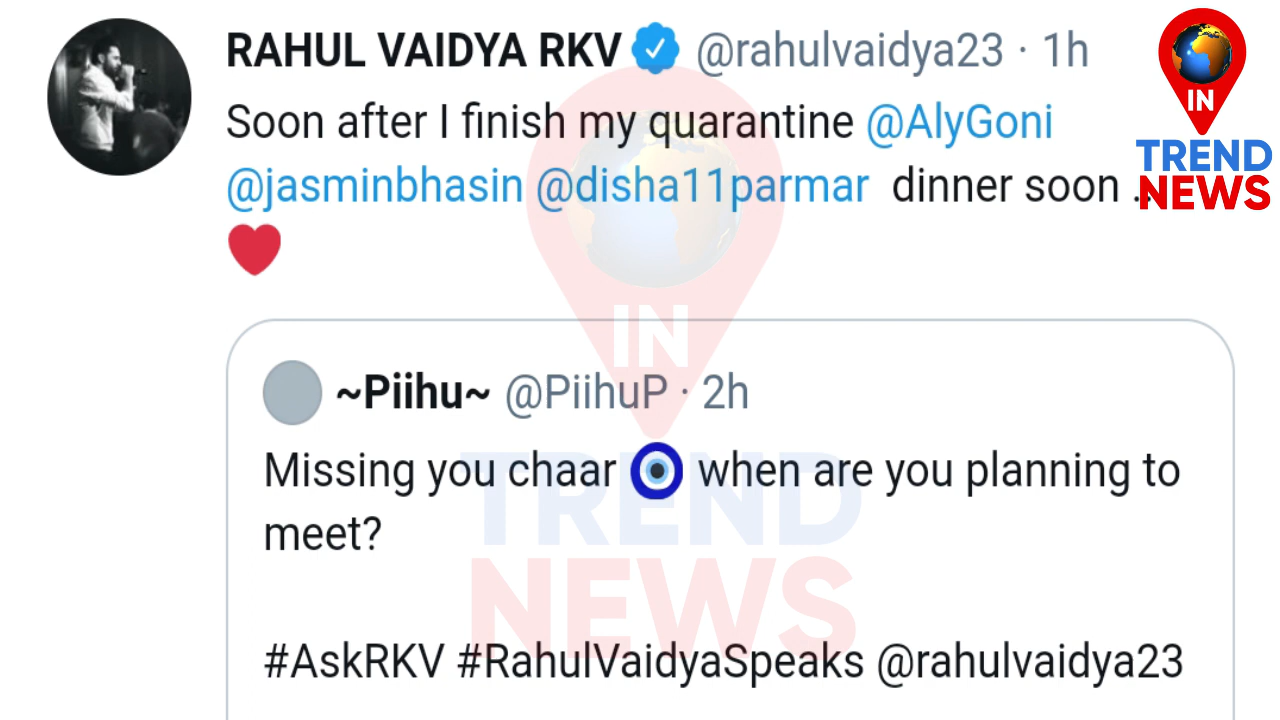 RAHUL VAIDYA RKV @rahulvaidya23 · 1h
Soon after I finish my quarantine @AlyGoni
@jasminbhasin @disha11parmar dinner soon ..
❤️
~Piihu~ @PiihuP · 2h
Missing you chaar 🧿 when are you planning to
meet?
#AskRKV #RahulVaidyaSpeaks @rahulvaidya23
IN
TREND
NEWS
IN
TREND
NEWS